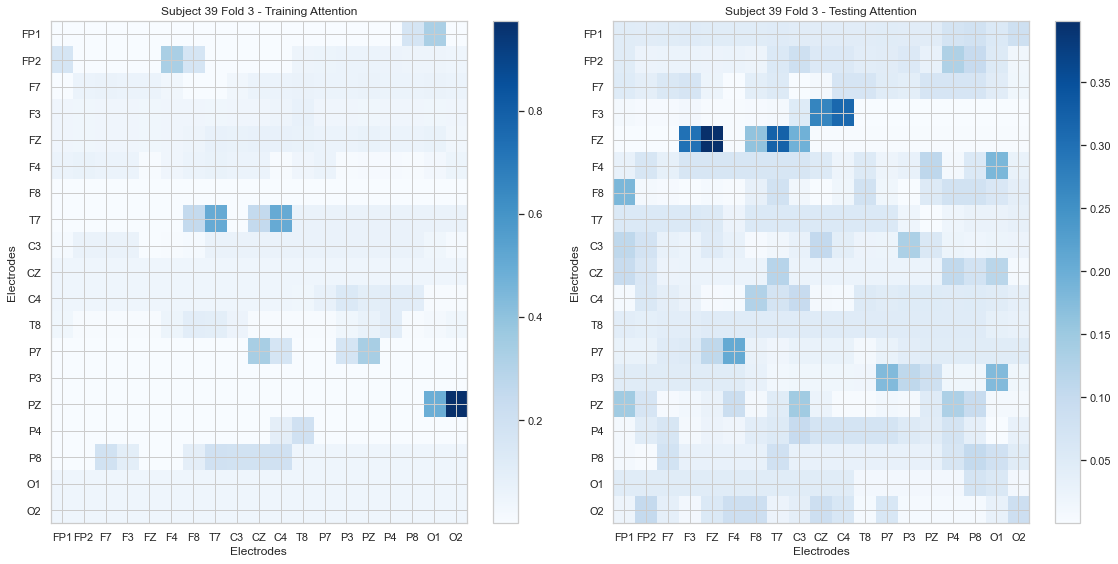 Subject 39 Fold 3 - Training Attention
FP1
FP2
F7
F3
FZ
F4
F8
T7
C3
CZ
C4
T8
P7
P3
PZ
P4
P8
O1
O2
Electrodes
FP1 FP2 F7 F3 FZ F4 F8 T7 C3 CZ C4 T8 P7 P3 PZ P4 P8 O1 O2
Electrodes
0.8
0.6
0.4
0.2
Subject 39 Fold 3 - Testing Attention
FP1
FP2
F7
F3
FZ
F4
F8
T7
C3
CZ
C4
T8
P7
P3
PZ
P4
P8
O1
O2
Electrodes
FP1 FP2 F7 F3 FZ F4 F8 T7 C3 CZ C4 T8 P7 P3 PZ P4 P8 O1 O2
Electrodes
0.35
0.30
0.25
0.20
0.15
0.10
0.05